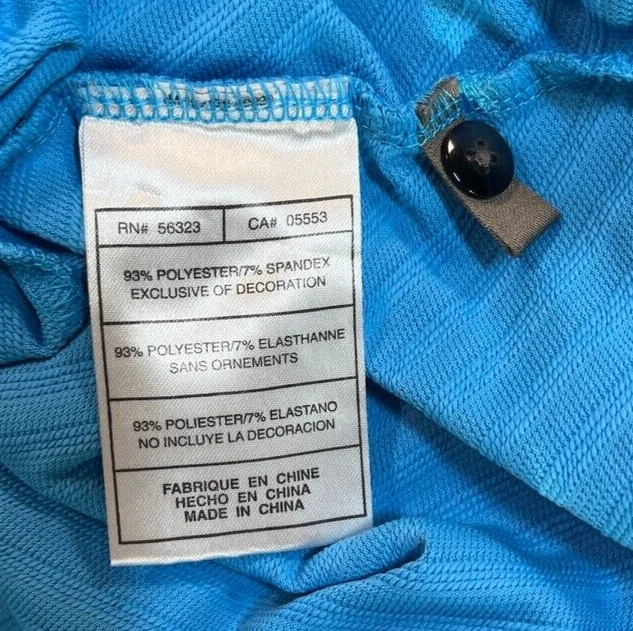 RN# 56323 CA# 05553
93% POLYESTER/7% SPANDEX
EXCLUSIVE OF DECORATION
93% POLYESTER/7% ELASTHANNE
SANS ORNEMENTS
93% POLIESTER/7% ELASTANO
NO INCLUYE LA DECORACION
FABRIQUE EN CHINE
HECHO EN CHINA
MADE IN CHINA